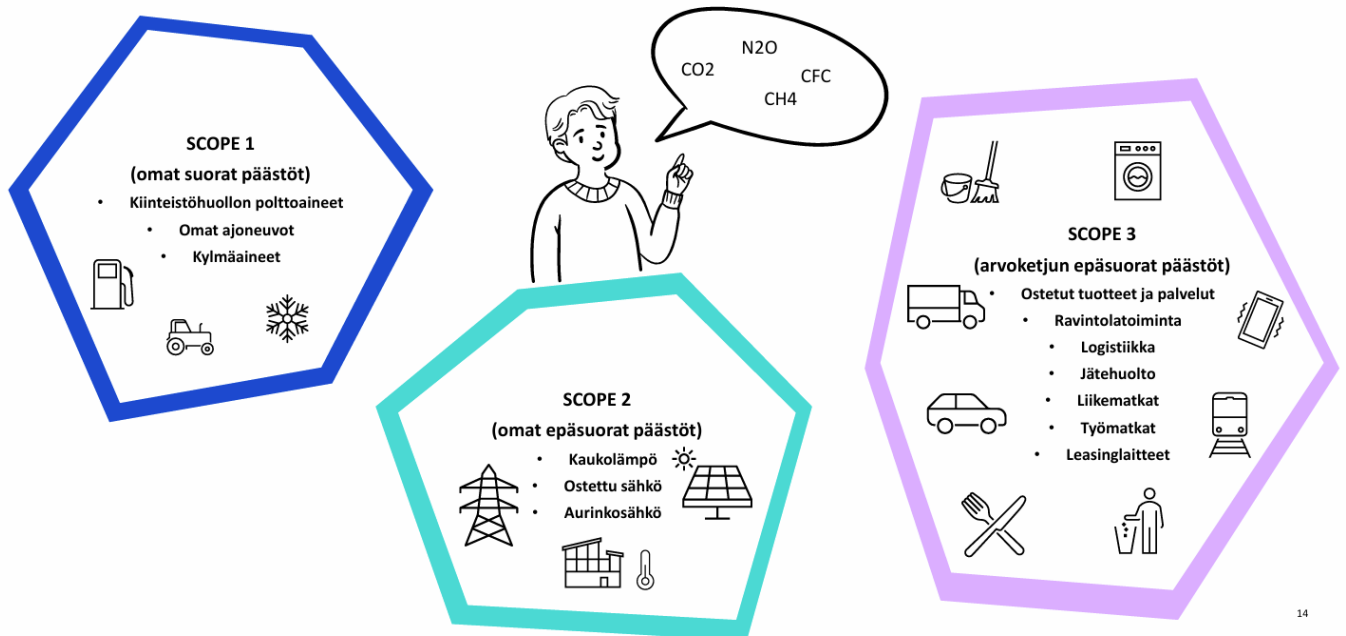 N2O
CO2
CFC
CH4
SCOPE 1
(omat suorat päästöt)
• Kiinteistöhuollon polttoaineet
• Omat ajoneuvot
• Kylmäaineet
SCOPE 2
(omat epäsuorat päästöt)
• Kaukolämpö
• Ostettu sähkö
• Aurinkosähkö
SCOPE 3
(arvoketjun epäsuorat päästöt)
• Ostetut tuotteet ja palvelut
• Ravintolatoiminta
• Logistiikka
• Jätehuolto
• Liikematkat
• Työmatkat
• Leasinglaitteet
14